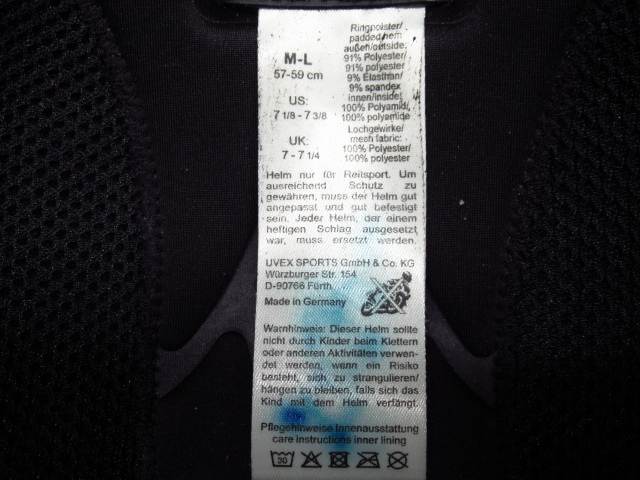 M-L
57-59 cm
US:
7 1/8 - 7 3/8
UK:
7 - 7 1/4
Ringpolster/
padded hem
außen/outside:
91% Polyester/
91% polyester
9% Elasthan/
9% spandex
innen/inside:
100% Polyamid/
100% polyamide
Lochgewirke/
mesh fabric:
100% Polyester/
100% polyester
Helm nur für Reitsport. Um
ausreichend Schutz zu
gewähren, muss der Helm gut
angepasst und gut befestigt
sein. Jeder Helm, der einem
heftigen Schlag ausgesetzt
war, muss ersetzt werden.
UVEX SPORTS GmbH & Co. KG
Würzburger Str. 154
D-90766 Fürth
Made in Germany
Warnhinweis: Dieser Helm sollte
nicht durch Kinder beim Klettern
oder anderen Aktivitäten verwen-
det werden, wenn ein Risiko
besteht, sich zu strangulieren/
hängen zu bleiben, falls sich das
Kind mit dem Helm verfängt.
Pflegehinweise Innenausstattung
care instructions inner lining
30